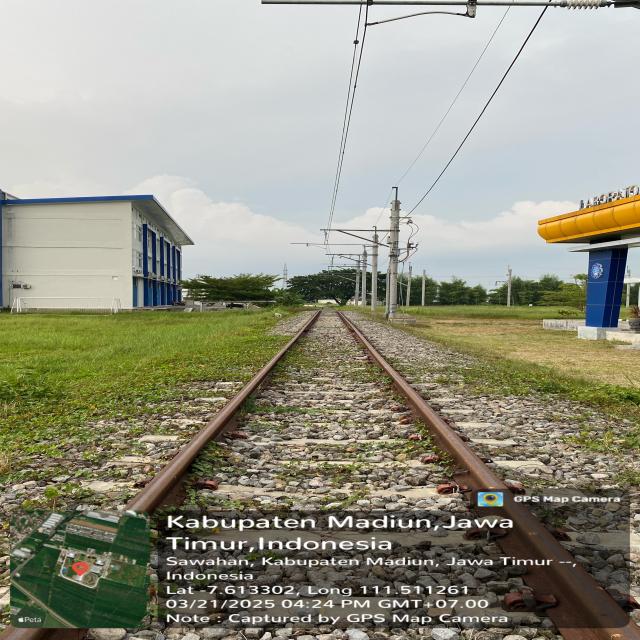 GPS Map Camera
Kabupaten Madiun,Jawa
Timur,Indonesia
Sawahan, Kabupaten Madiun, Jawa Timur --,
Indonesia
Lat -7.613302, Long 111.511261
03/21/2025 04:24 PM GMT+07.00
Note : Captured by GPS Map Camera
Peta